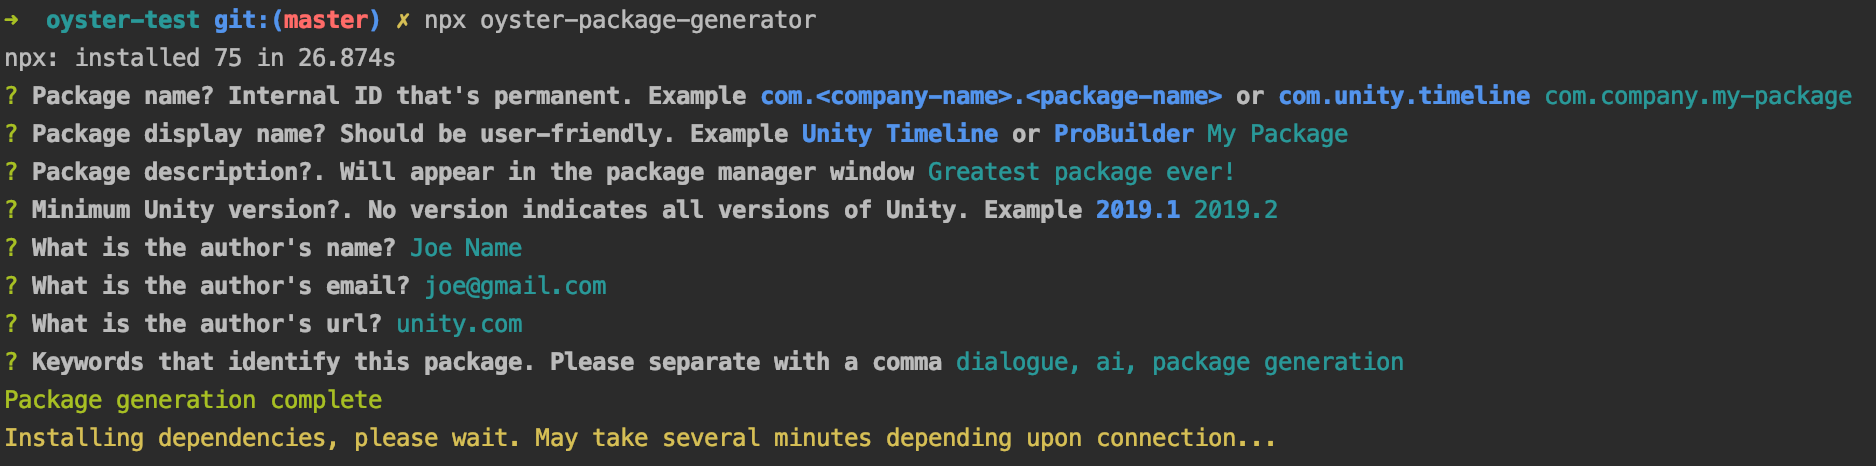 ➜  oyster-test git:(master) ✗ npx oyster-package-generator
npx: installed 75 in 26.874s
? Package name? Internal ID that's permanent. Example com.<company-name>.<package-name> or com.unity.timeline com.company.my-package
? Package display name? Should be user-friendly. Example Unity Timeline or ProBuilder My Package
? Package description?. Will appear in the package manager window Greatest package ever!
? Minimum Unity version?. No version indicates all versions of Unity. Example 2019.1 2019.2
? What is the author's name? Joe Name
? What is the author's email? joe@gmail.com
? What is the author's url? unity.com
? Keywords that identify this package. Please separate with a comma dialogue, ai, package generation
Package generation complete
Installing dependencies, please wait. May take several minutes depending upon connection...